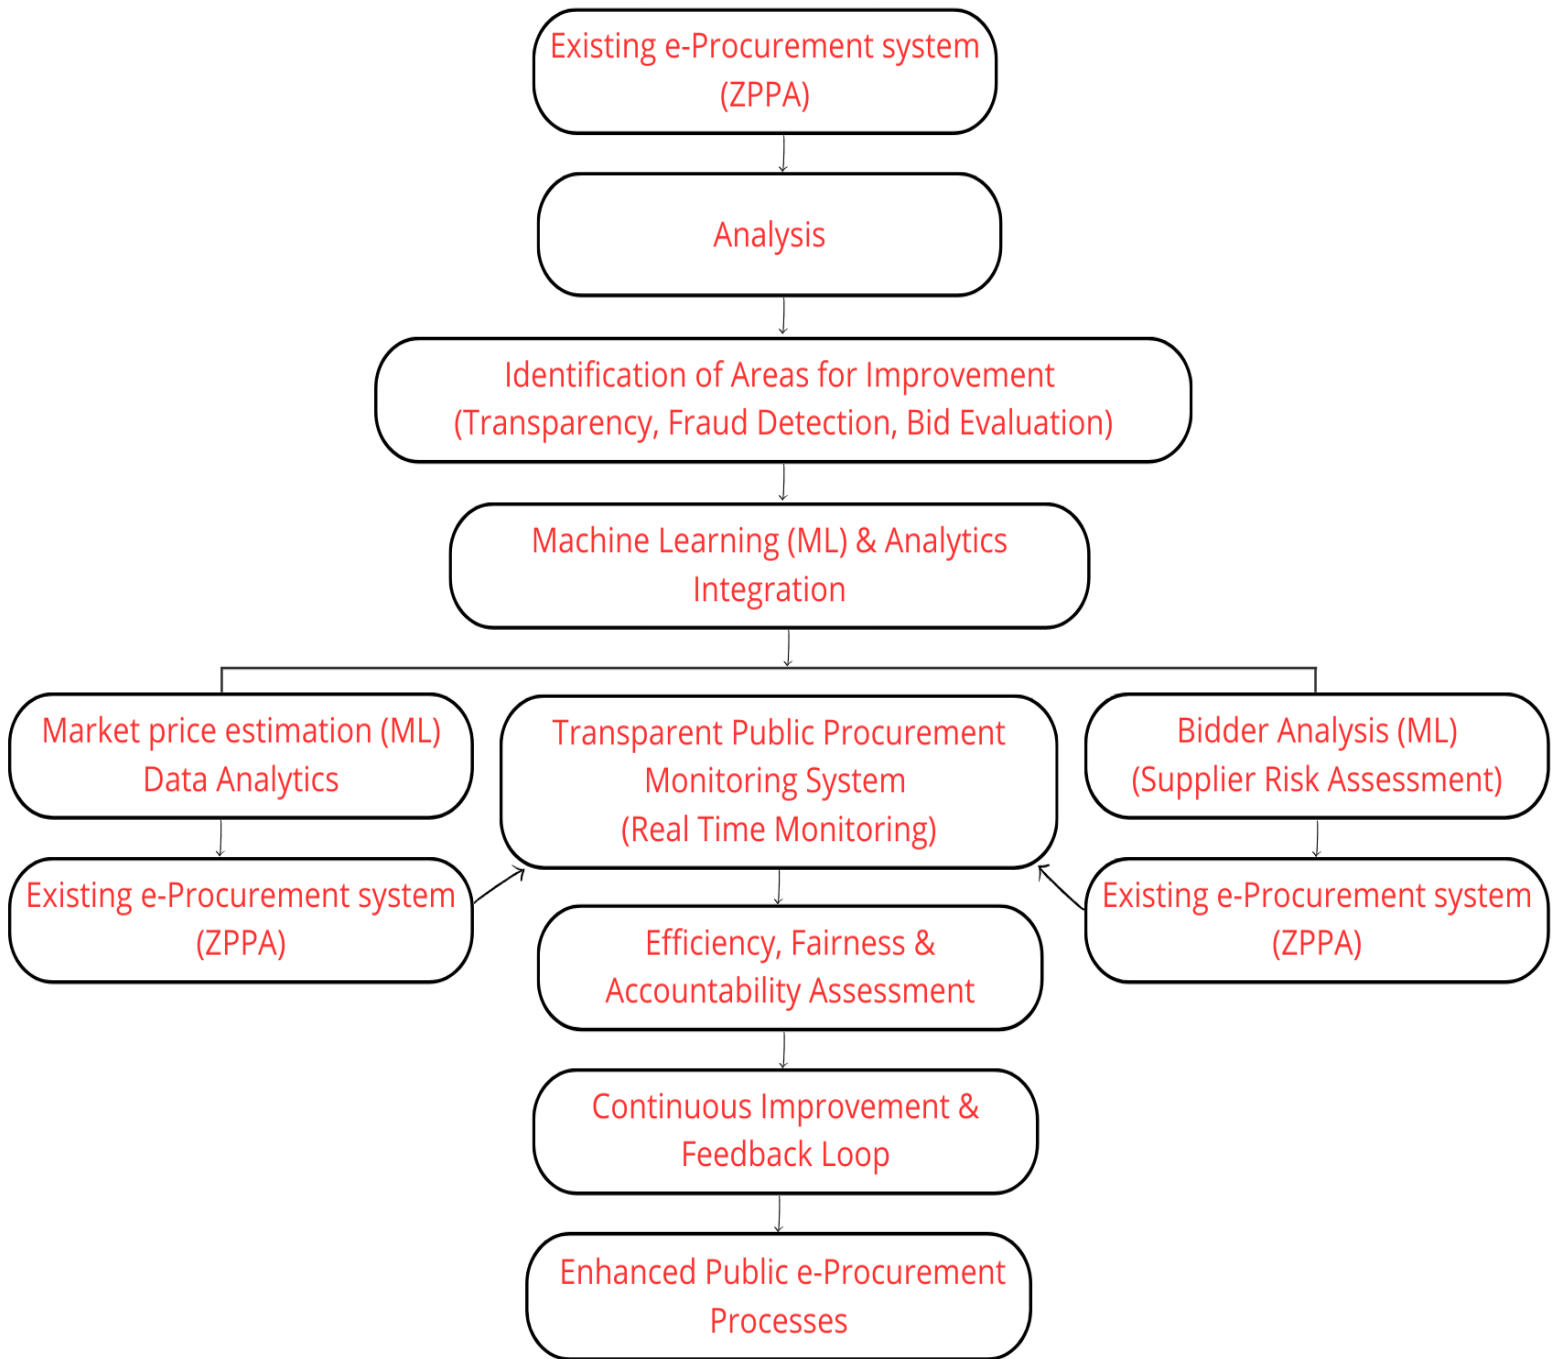 Existing e-Procurement system
(ZPPA)
Analysis
Identification of Areas for Improvement
(Transparency, Fraud Detection, Bid Evaluation)
Machine Learning (ML) & Analytics
Integration
Market price estimation (ML)
Data Analytics
Transparent Public Procurement
Monitoring System
(Real Time Monitoring)
Bidder Analysis (ML)
(Supplier Risk Assessment)
Existing e-Procurement system
(ZPPA)
Existing e-Procurement system
(ZPPA)
Efficiency, Fairness &
Accountability Assessment
Continuous Improvement &
Feedback Loop
Enhanced Public e-Procurement
Processes